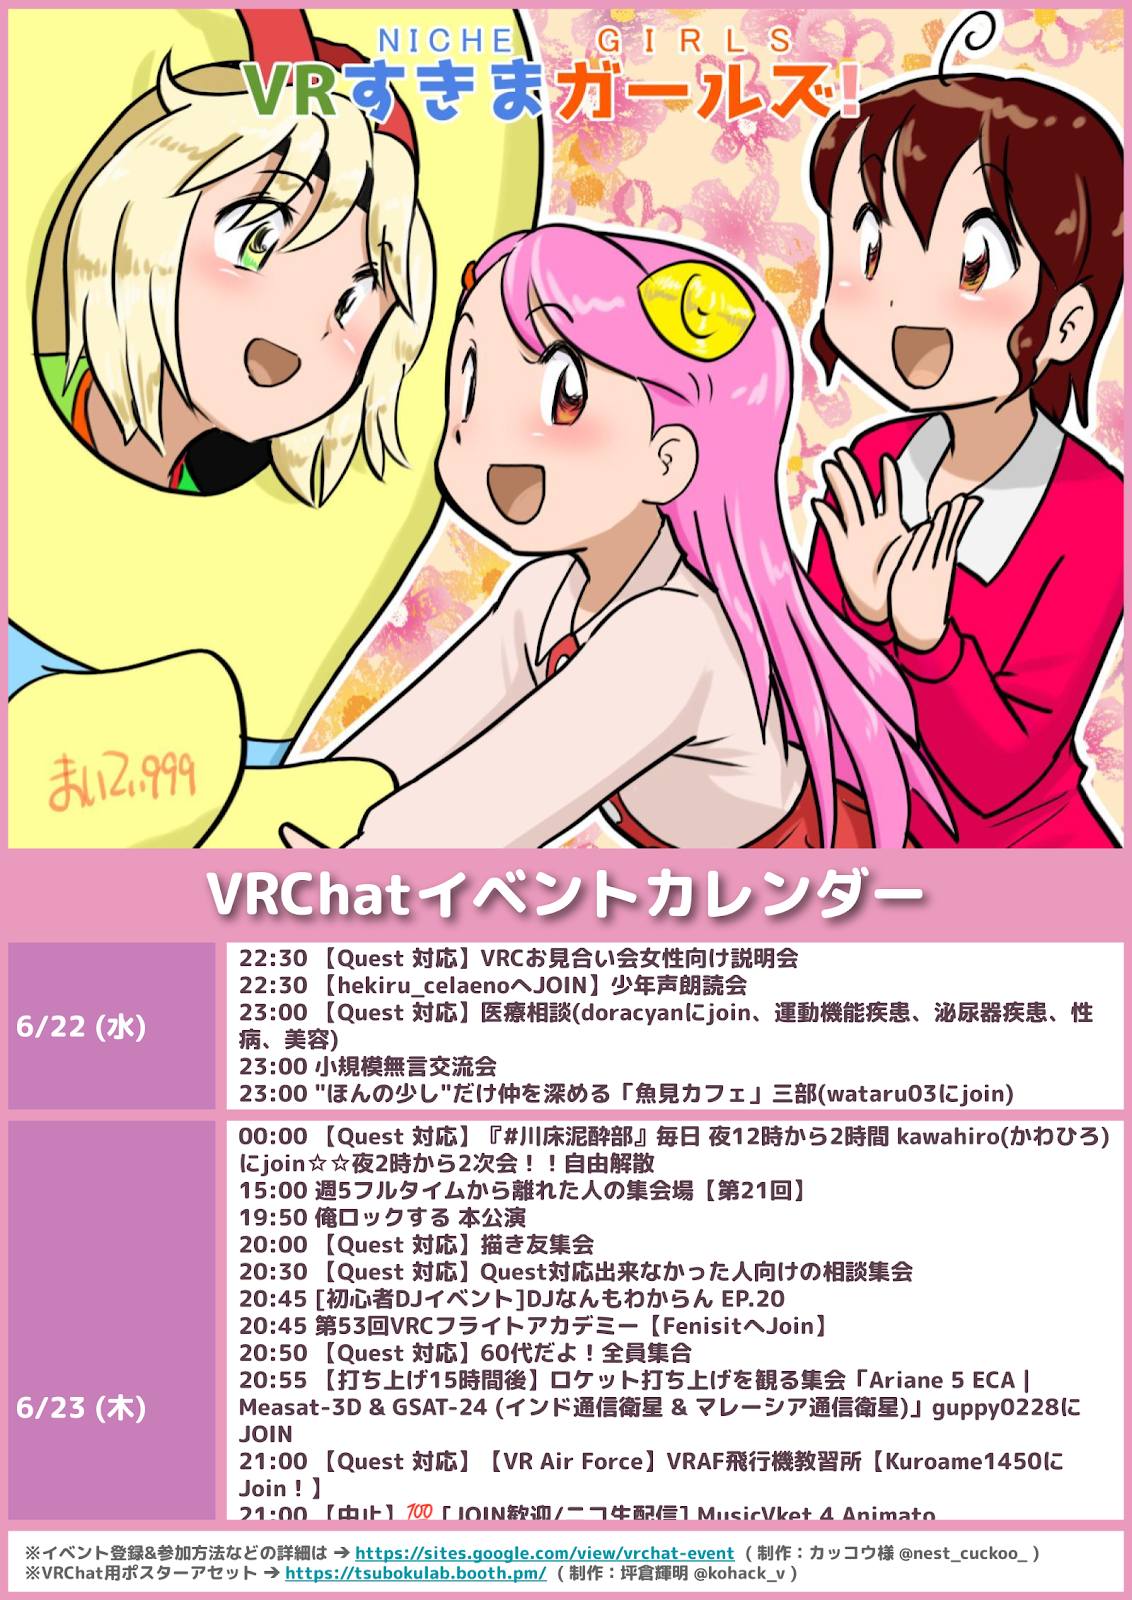 NICHE GIRLS
VRすきまガールズ!
まいてぃ999
VRChatイベントカレンダー
6/22 (水)
22:30 【Quest 対応】VRCお見合い会女性向け説明会
22:30 【hekiru_celaenoへJOIN】少年声朗読会
23:00 【Quest 対応】医療相談(doracyanにjoin、運動機能疾患、泌尿器疾患、性
病、美容)
23:00 小規模無言交流会
23:00 "ほんの少し"だけ仲を深める「魚見カフェ」三部(wataru03にjoin)
6/23 (木)
00:00 【Quest 対応】『#川床泥酔部』毎日 夜12時から2時間 kawahiro(かわひろ)
にjoin☆☆夜2時から2次会！！自由解散
15:00 週5フルタイムから離れた人の集会場【第21回】
19:50 俺ロックする 本公演
20:00 【Quest 対応】描き友集会
20:30 【Quest 対応】Quest対応出来なかった人向けの相談集会
20:45 [初心者DJイベント]DJなんもわからん EP.20
20:45 第53回VRCフライトアカデミー【FenisitへJoin】
20:50 【Quest 対応】60代だよ！全員集合
20:55 【打ち上げ15時間後】ロケット打ち上げを観る集会「Ariane 5 ECA |
Measat-3D & GSAT-24 (インド通信衛星 & マレーシア通信衛星)」guppy0228に
JOIN
21:00 【Quest 対応】【VR Air Force】VRAF飛行機教習所【Kuroame1450に
Join！】
21:00 【中止】💯 [ JOIN歓迎/ニコ生配信] MusicVket 4 Animato
※イベント登録&参加方法などの詳細は ➔ https://sites.google.com/view/vrchat-event ( 制作：カッコウ様 @nest_cuckoo_ )
※VRChat用ポスターアセット ➔ https://tsubokulab.booth.pm/ ( 制作：坪倉輝明 @kohack_v )